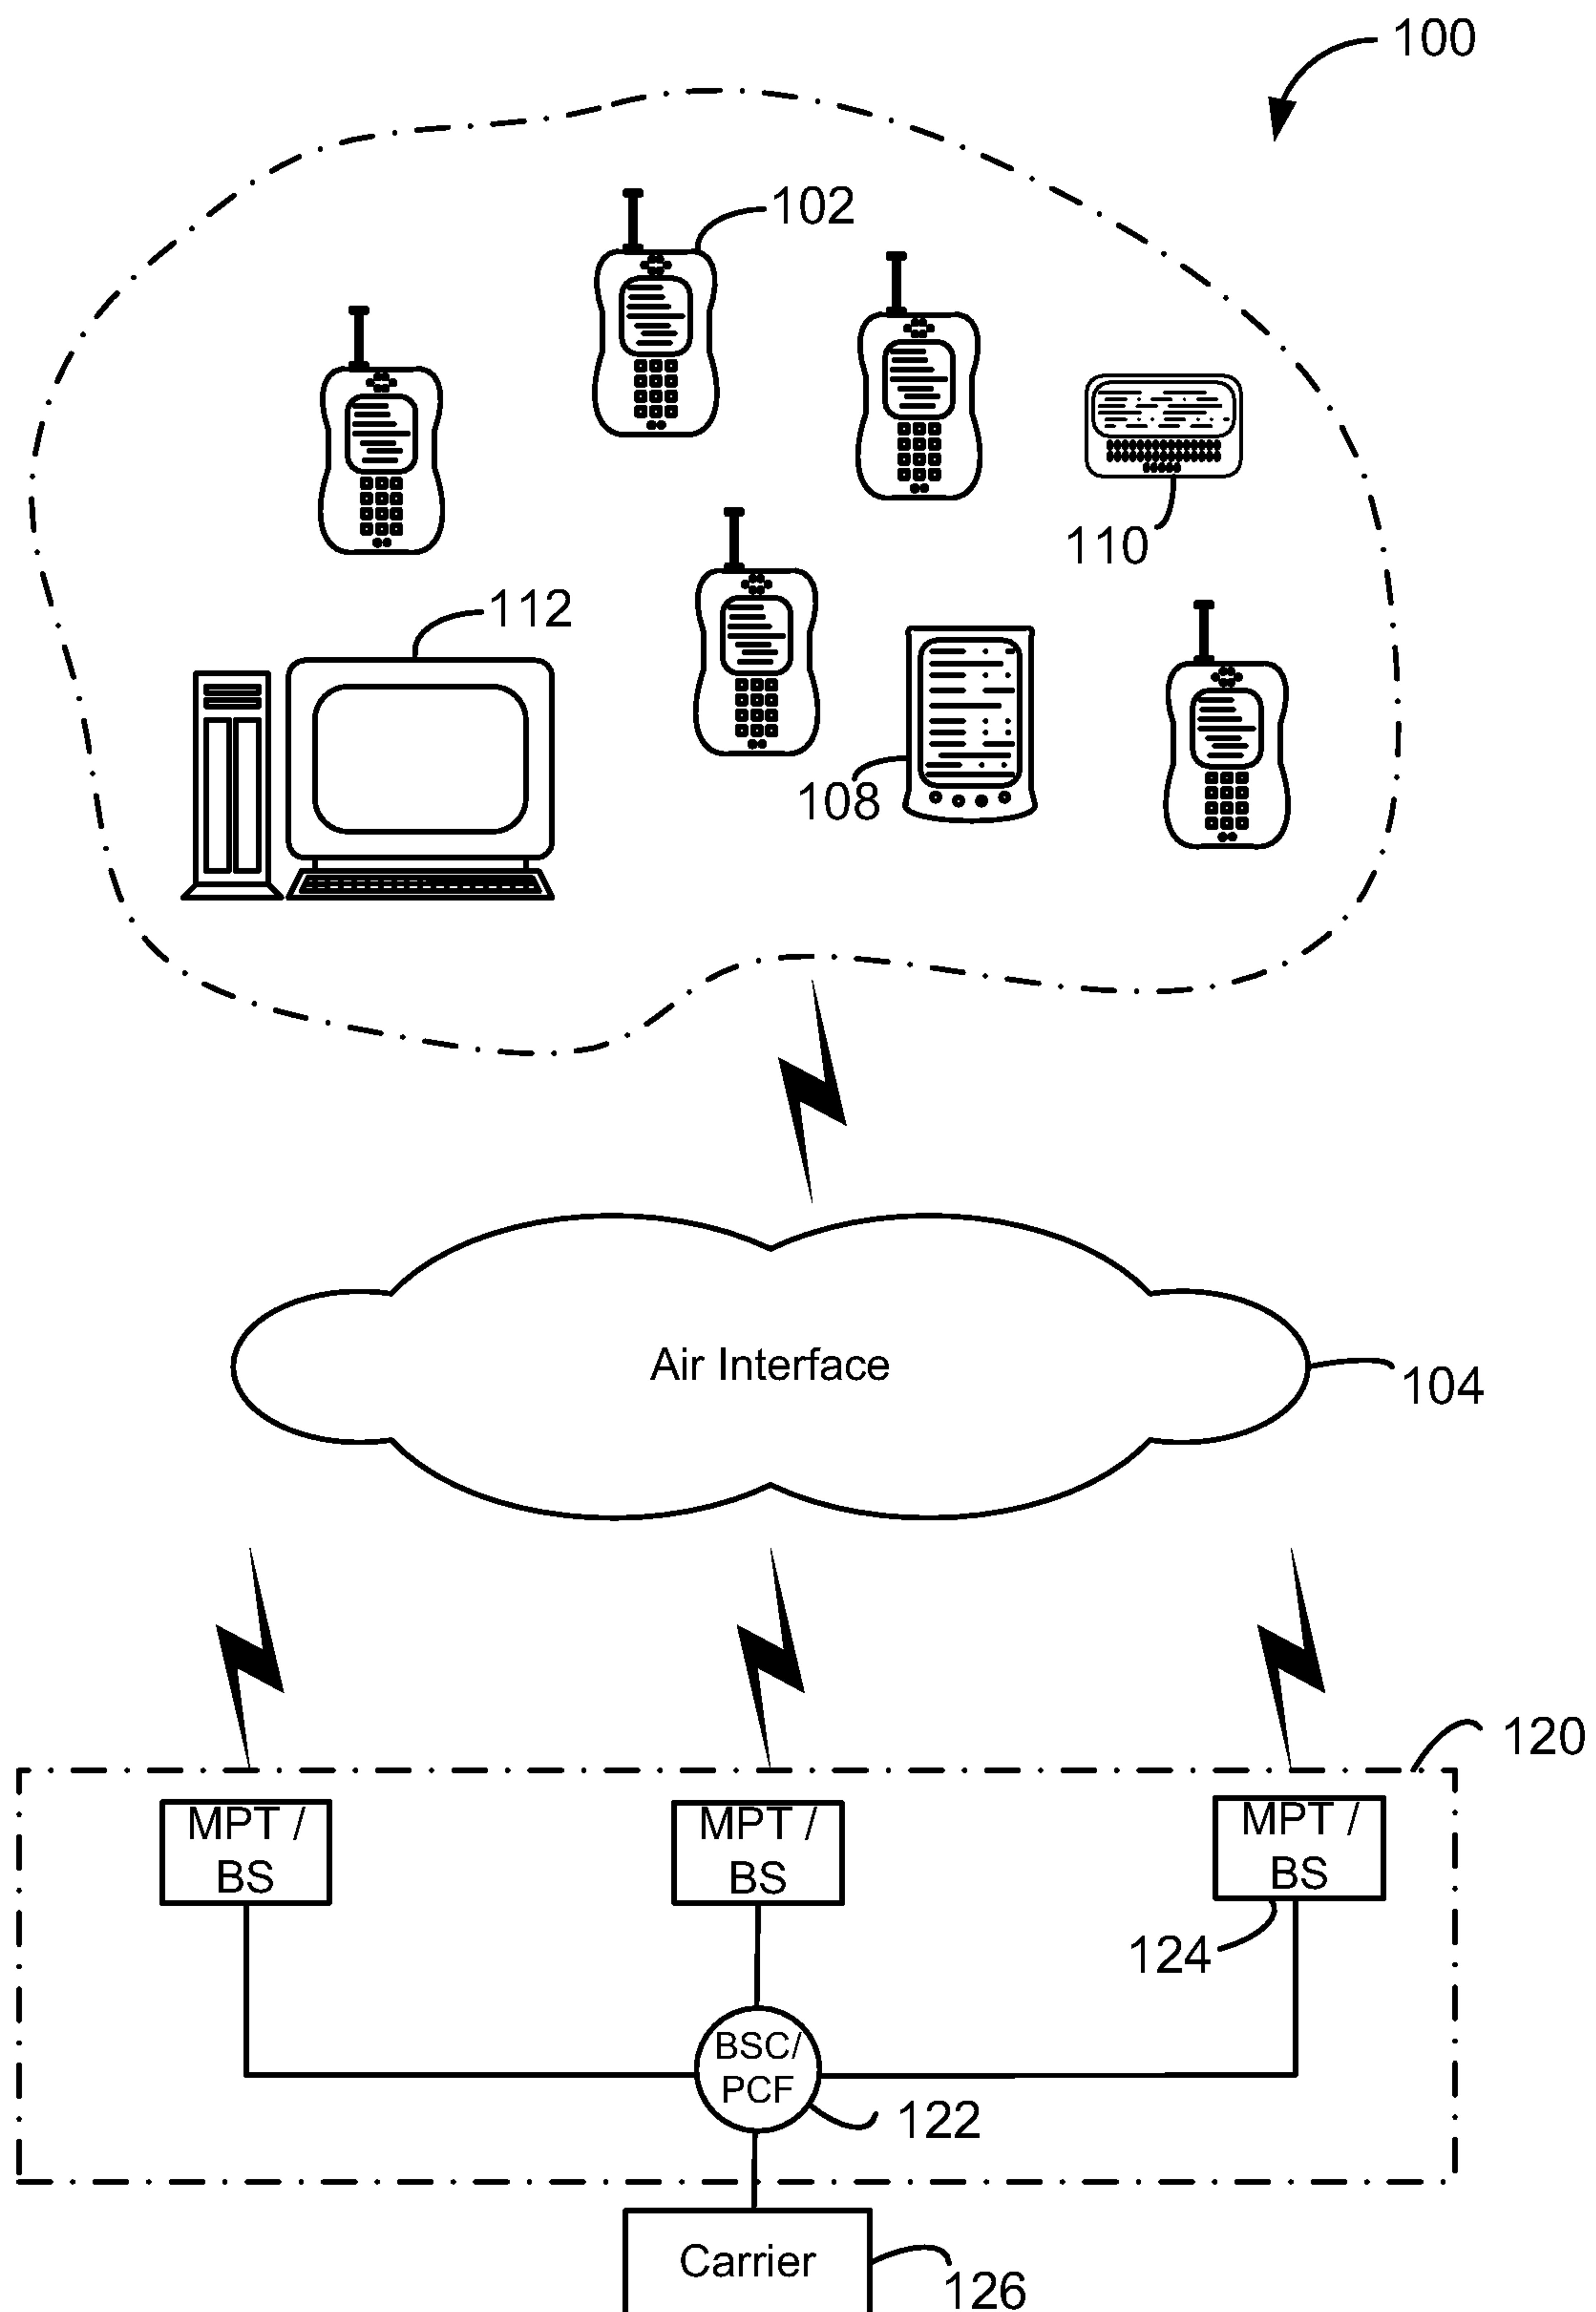 100
102
110
112
108
Air Interface
104
120
MPT /
BS
MPT /
BS
MPT /
BS
124
BSC/
PCF
122
Carrier
126